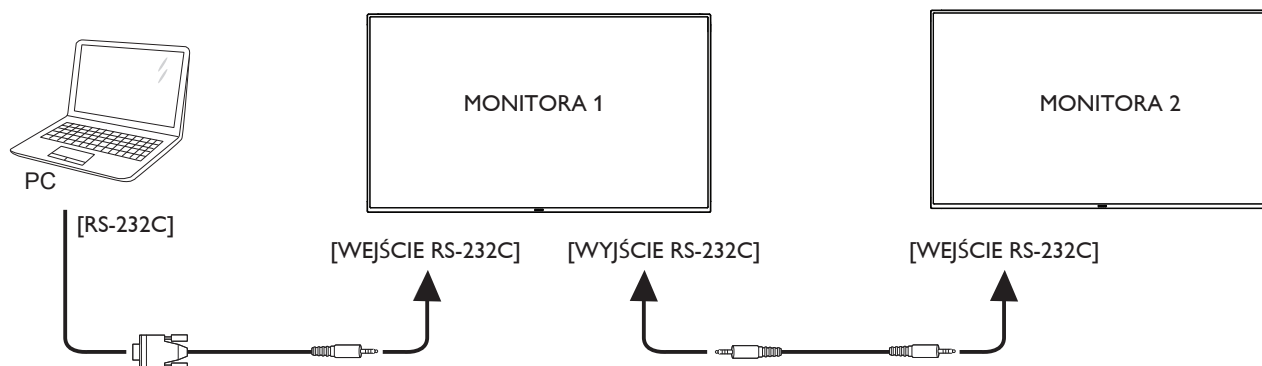 MONITORA 1
MONITORA 2
PC
[RS-232C]
[WEJŚCIE RS-232C]
[WYJŚCIE RS-232C]
[WEJŚCIE RS-232C]